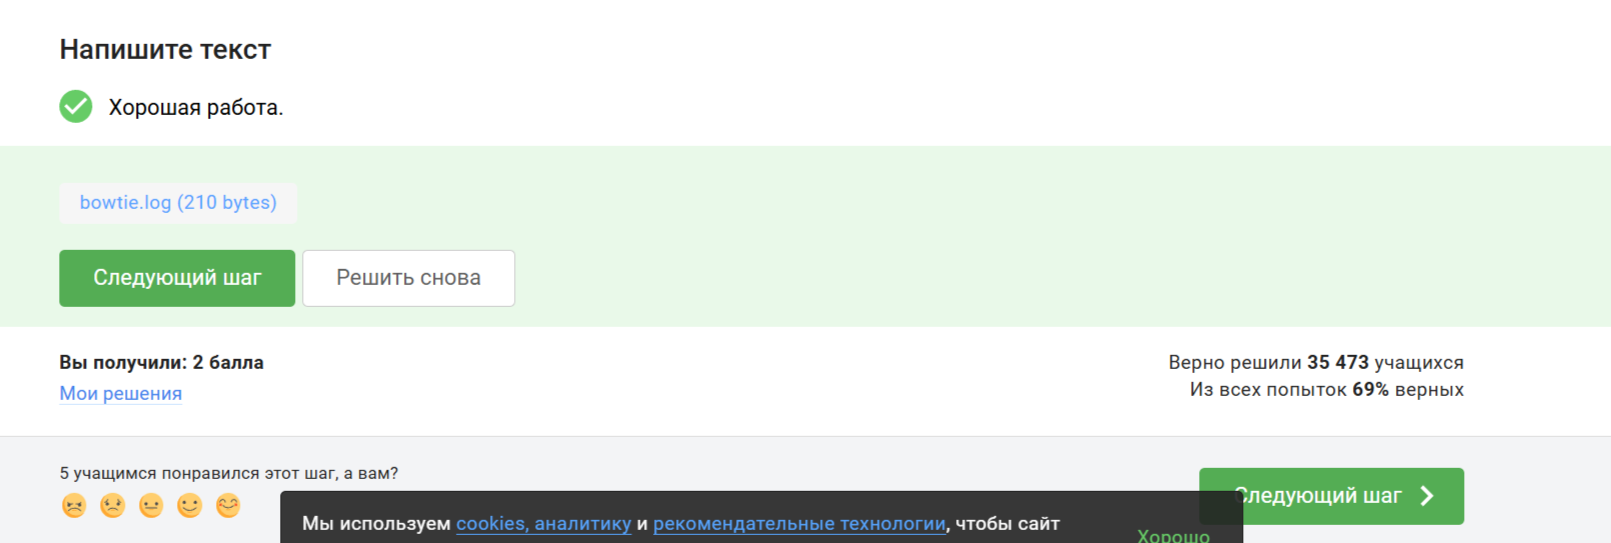 Напишите текст
Хорошая работа.
bowtie.log (210 bytes)
Следующий шаг
Решить снова
Вы получили: 2 балла
Мои решения
Верно решили 35 473 учащихся
Из всех попыток 69% верных
5 учащимся понравился этот шаг, а вам?
Следующий шаг
Мы используем cookies, аналитику и рекомендательные технологии, чтобы сайт
Хорошо